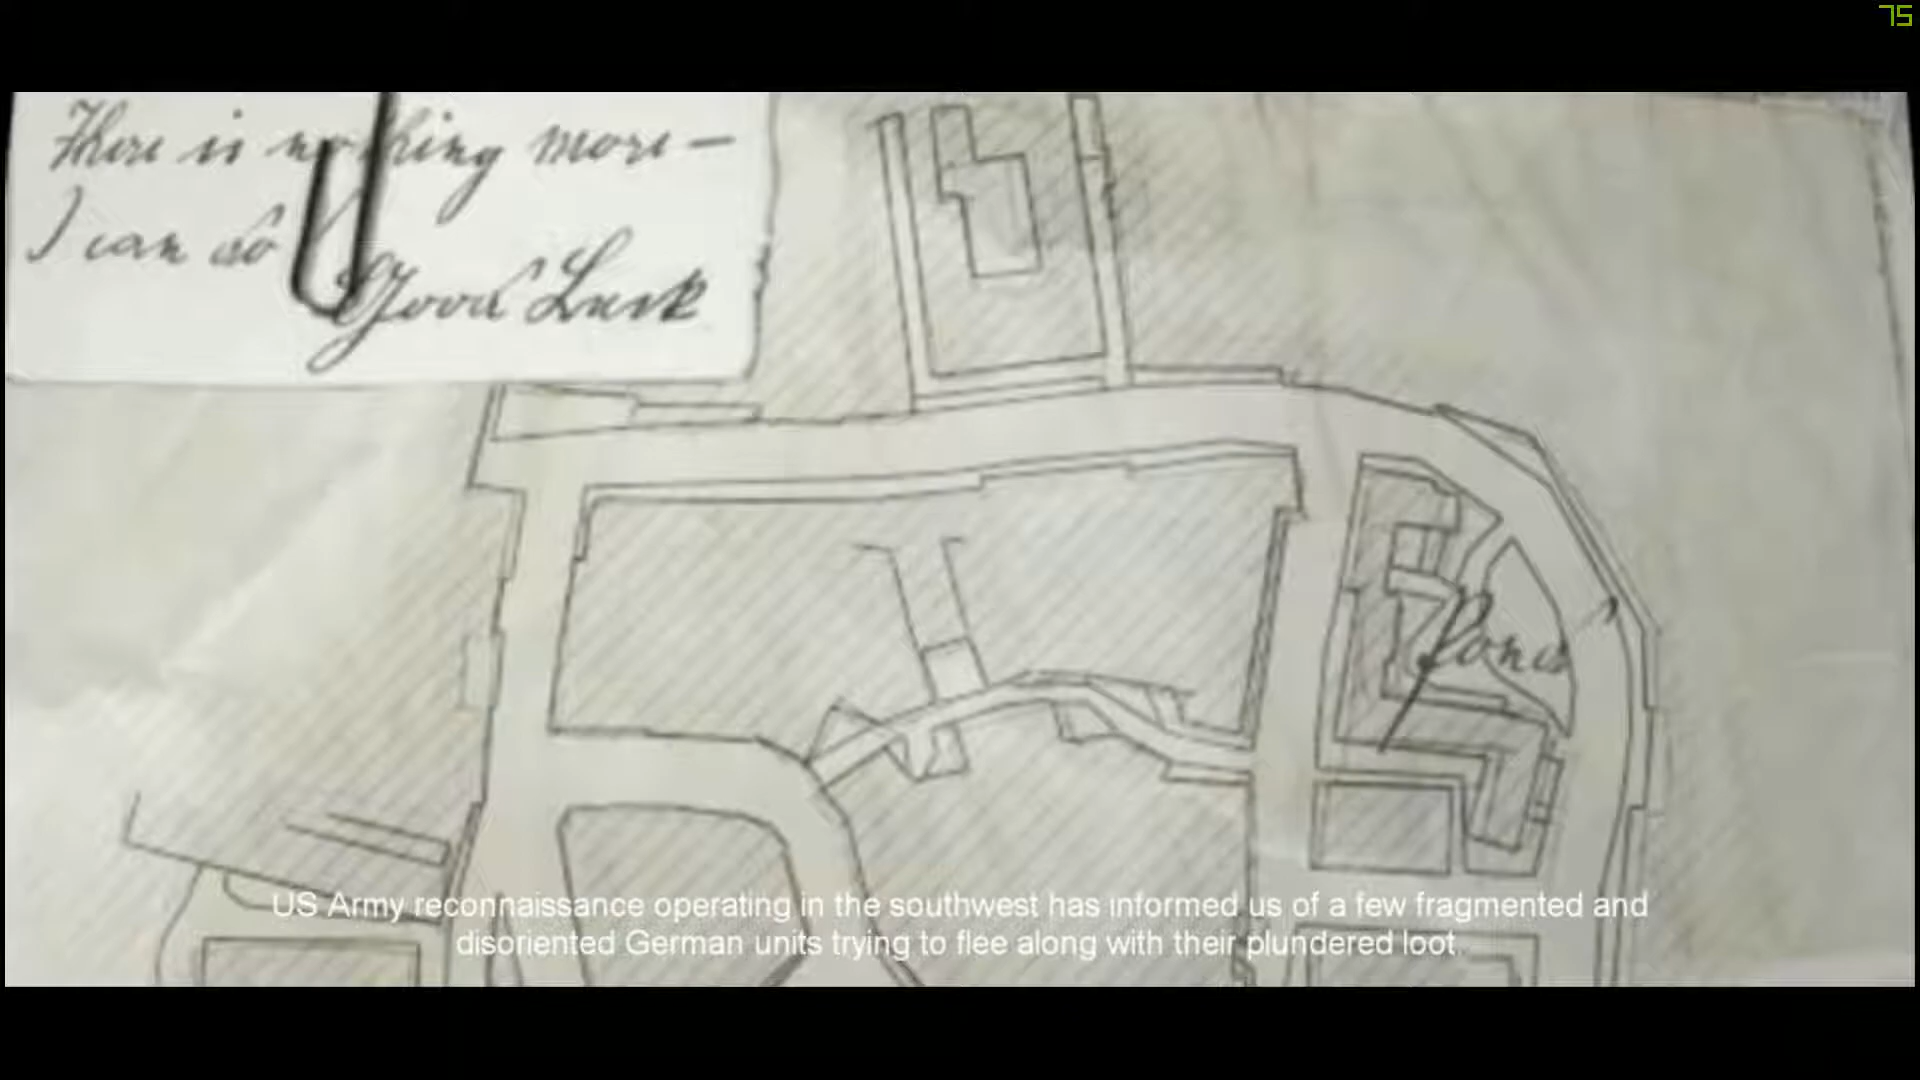 75
There is nothing more —
I can do
Good Luck
Pond
US Army reconnaissance operating in the southwest has informed us of a few fragmented and
disoriented German units trying to flee along with their plundered loot.